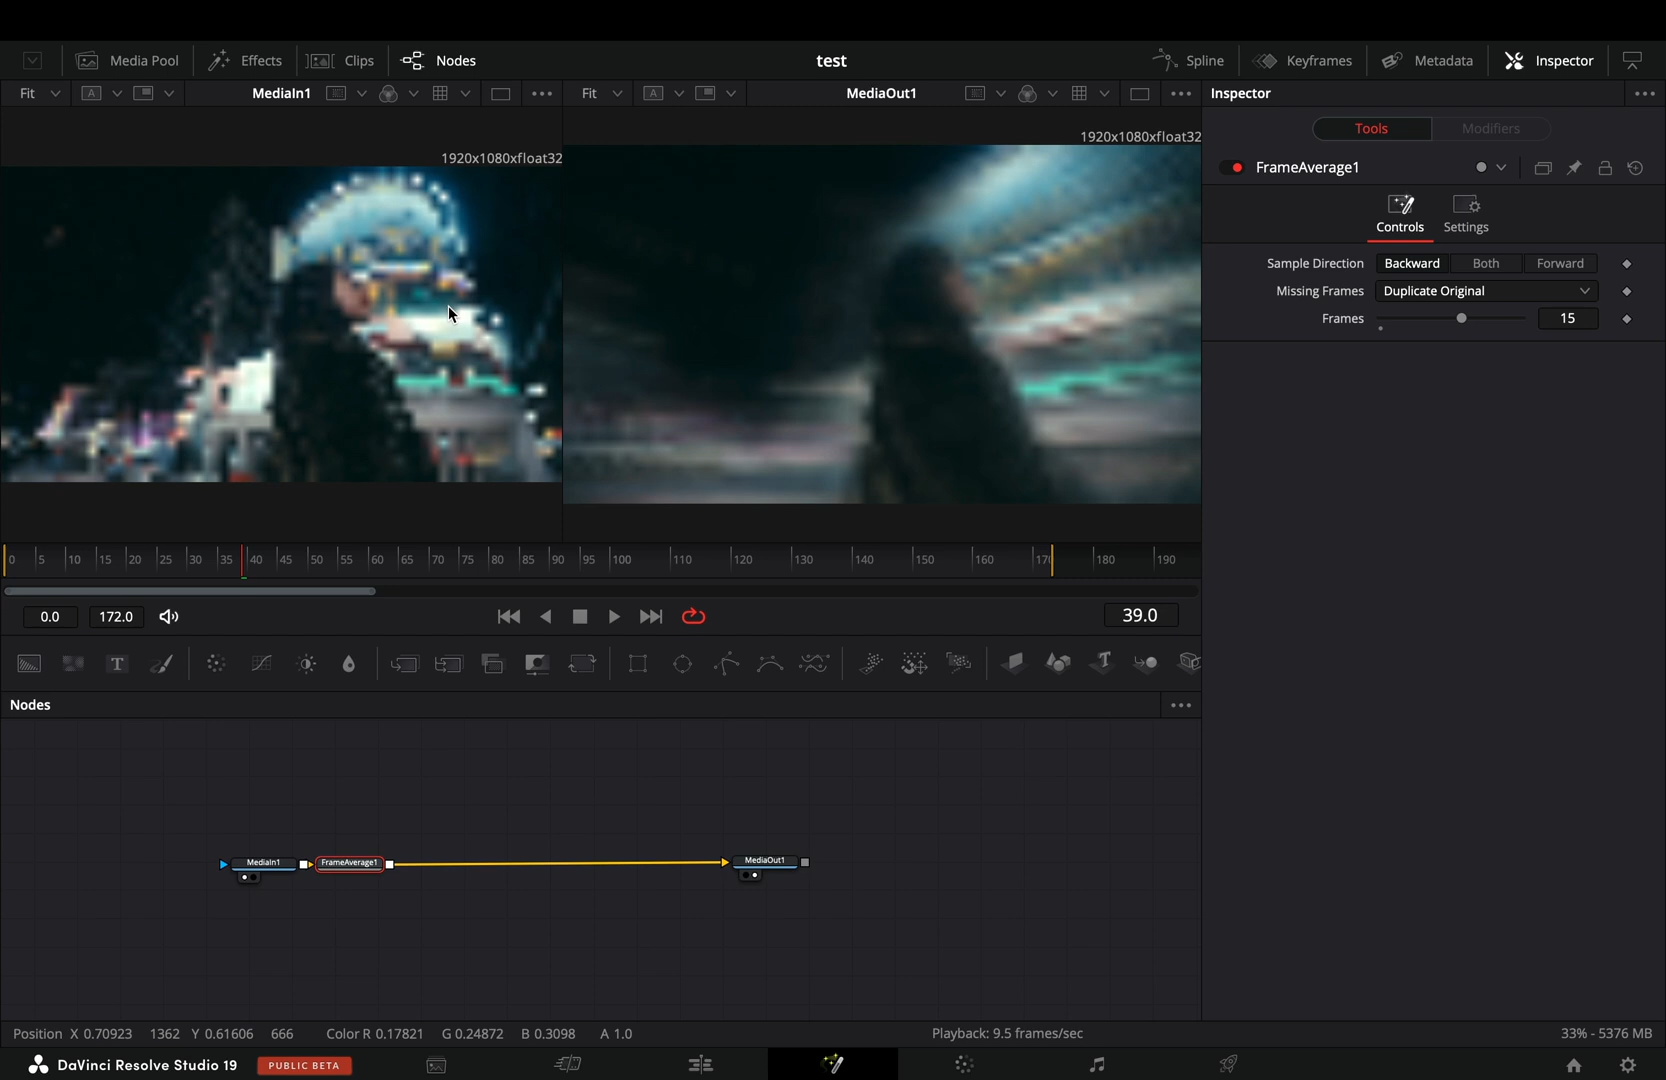 Media Pool Effects Clips Nodes test Spline Keyframes Metadata Inspector
Fit A MediaIn1 Fit A MediaOut1 Inspector
Tools Modifiers
1920x1080xfloat32
1920x1080xfloat32
FrameAverage1
Controls Settings
Sample Direction Backward Both Forward
Missing Frames Duplicate Original
Frames 15
0 5 10 15 20 25 30 35 40 45 50 55 60 65 70 75 80 85 90 95 100 110 120 130 140 150 160 170 180 190
0.0 172.0 39.0
T T
Nodes
MediaIn1 FrameAverage1 MediaOut1
Position X 0.70923 1362 Y 0.61606 666 Color R 0.17821 G 0.24872 B 0.3098 A 1.0 Playback: 9.5 frames/sec 33% - 5376 MB
DaVinci Resolve Studio 19 PUBLIC BETA